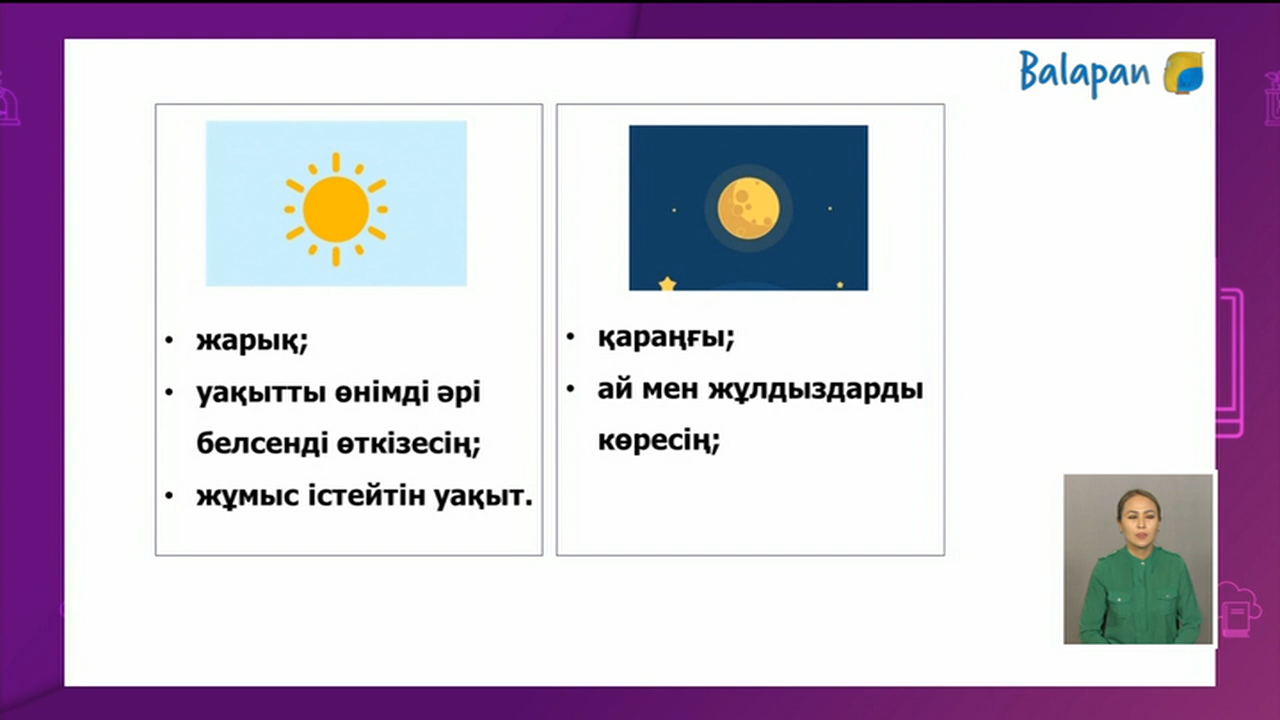 Balapan
• жарық;
• уақытты өнімді әрі
белсенді өткізесің;
• жұмыс істейтін уақыт.
• қараңғы;
• ай мен жұлдыздарды
көресің;